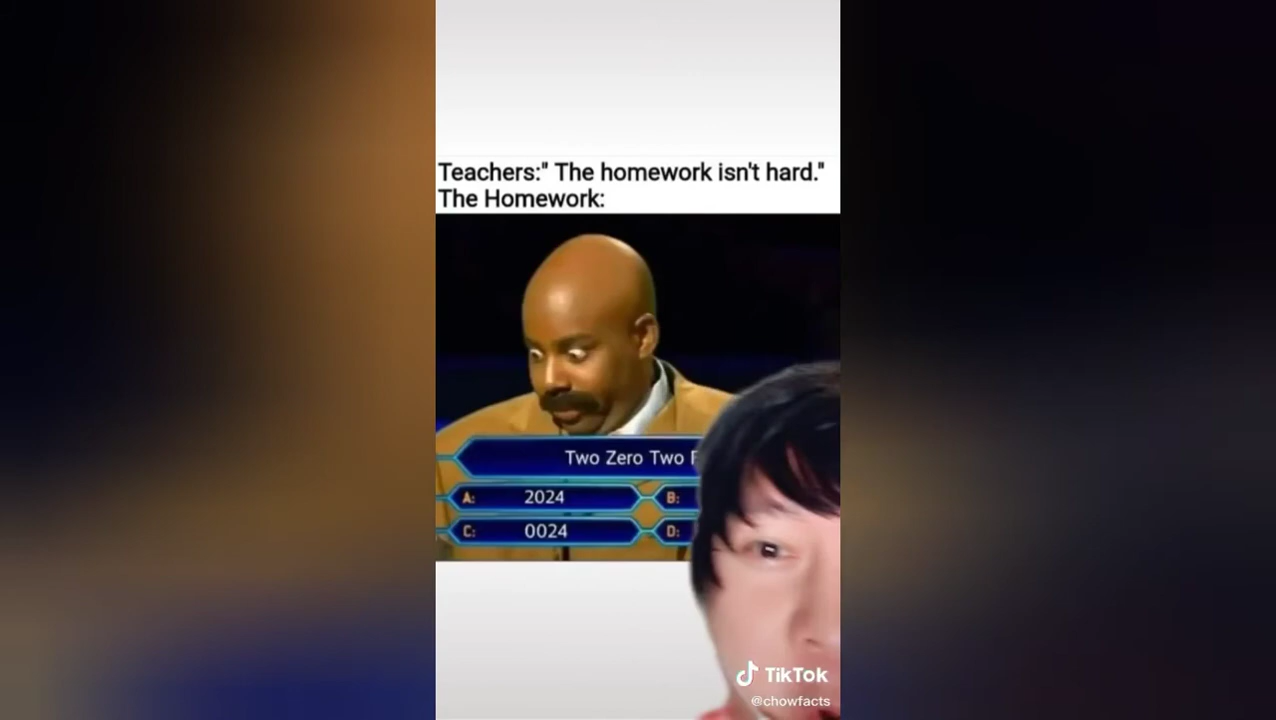 Teachers:" The homework isn't hard."
The Homework:
Two Zero Two
A: 2024
B:
C: 0024
D:
TikTok
@chowfacts